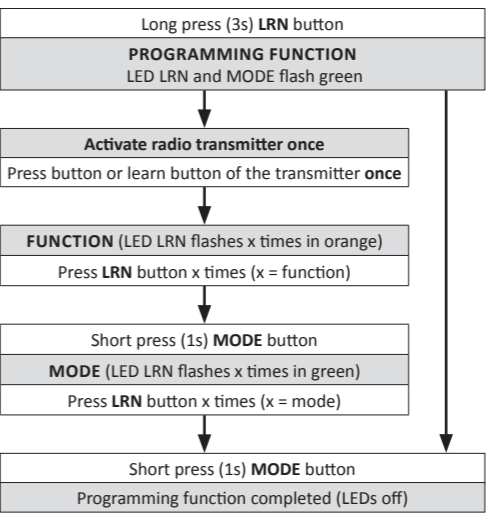 Long press (3s) LRN button
PROGRAMMING FUNCTION
LED LRN and MODE flash green
Activate radio transmitter once
Press button or learn button of the transmitter once
FUNCTION (LED LRN flashes x times in orange)
Press LRN button x times (x = function)
Short press (1s) MODE button
MODE (LED LRN flashes x times in green)
Press LRN button x times (x = mode)
Short press (1s) MODE button
Programming function completed (LEDs off)